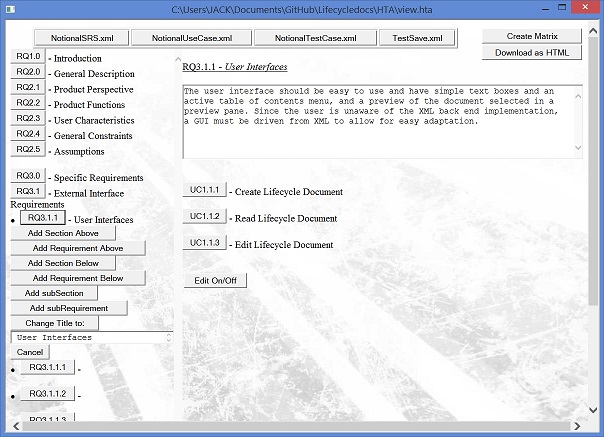 C:\Users\JACK\Documents\GitHub\Lifecycledocs\HTA\view.hta
NotionalSRS.xml NotionalUseCase.xml NotionalTestCase.xml TestSave.xml
Create Matrix
Download as HTML
RQ1.0 - Introduction
RQ2.0 - General Description
RQ2.1 - Product Perspective
RQ2.2 - Product Functions
RQ2.3 - User Characteristics
RQ2.4 - General Constraints
RQ2.5 - Assumptions
RQ3.0 - Specific Requirements
RQ3.1 - External Interface
Requirements
• RQ3.1.1 - User Interfaces
Add Section Above
Add Requirement Above
Add Section Below
Add Requirement Below
Add subSection
Add subRequirement
Change Title to:
User Interfaces
Cancel
• RQ3.1.1.1 -
• RQ3.1.1.2 -
RQ3.1.1.3 -
RQ3.1.1 - User Interfaces
The user interface should be easy to use and have simple text boxes and an
active table of contents menu, and a preview of the document selected in a
preview pane. Since the user is unaware of the XML back end implementation,
a GUI must be driven from XML to allow for easy adaptation.
UC1.1.1 - Create Lifecycle Document
UC1.1.2 - Read Lifecycle Document
UC1.1.3 - Edit Lifecycle Document
Edit On/Off